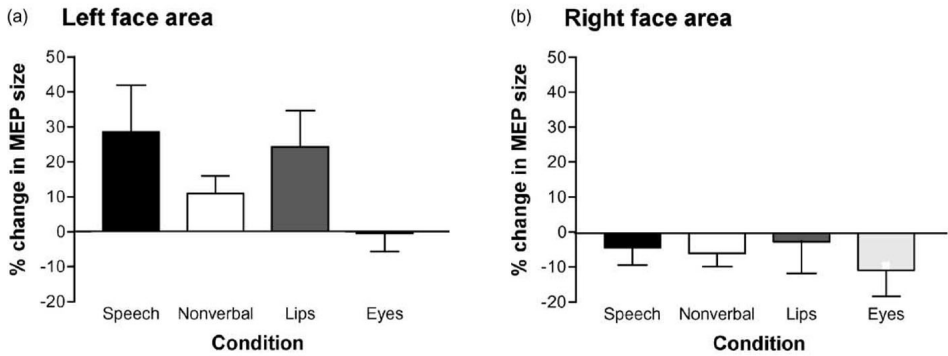 (a) Left face area
% change in MEP size
50
40
30
20
10
0
-10
-20
Speech Nonverbal Lips Eyes
Condition
(b) Right face area
% change in MEP size
50
40
30
20
10
0
-10
-20
Speech Nonverbal Lips Eyes
Condition